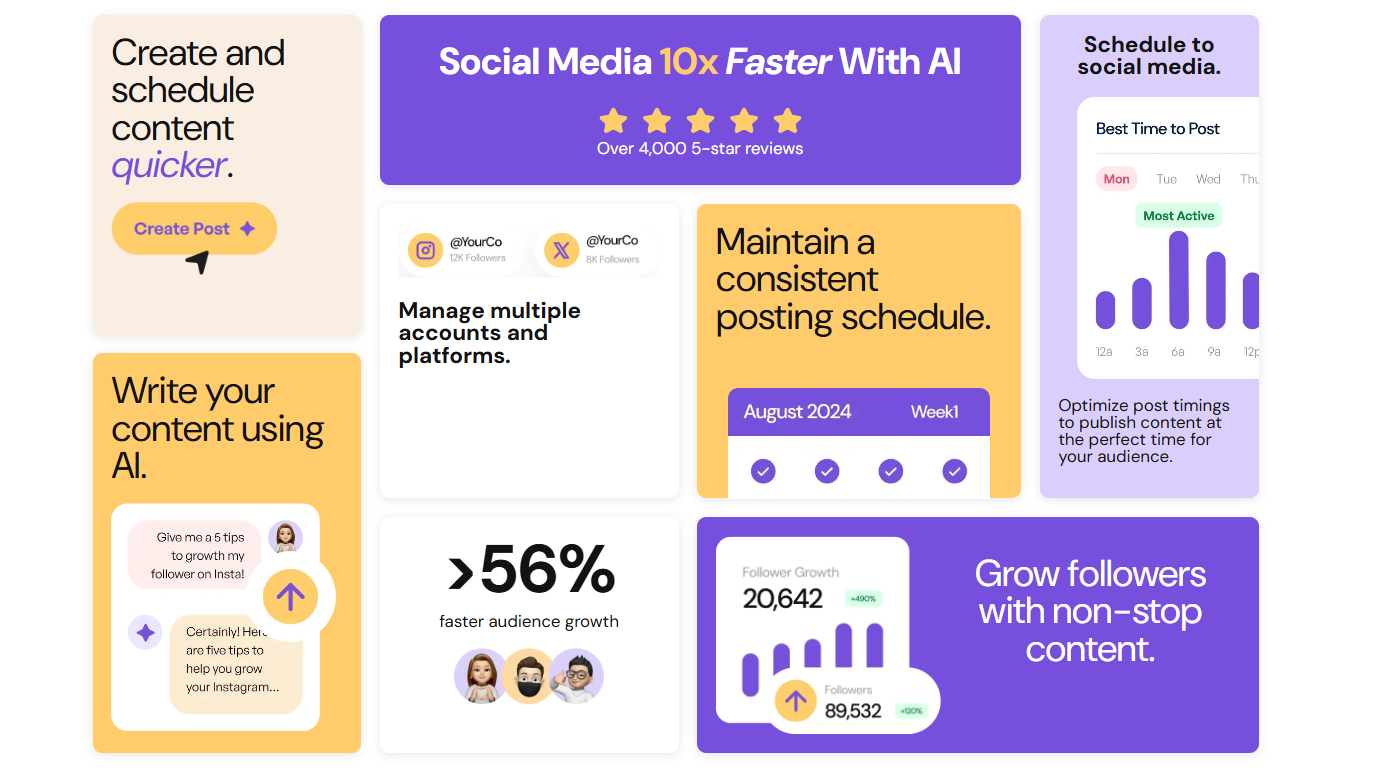 Create and
schedule
content
quicker.
Create Post
Write your
content using
AI.
Give me a 5 tips
to growth my
follower on Insta!
Certainly! Here
are five tips to
help you grow
your Instagram...
Social Media 10x Faster With AI
Over 4,000 5-star reviews
@YourCo
12K Followers
@YourCo
8K Followers
Manage multiple
accounts and
platforms.
>56%
faster audience growth
Maintain a
consistent
posting schedule.
August 2024 Week1
Schedule to
social media.
Best Time to Post
Mon Tue Wed Thu
Most Active
12a 3a 6a 9a 12p
Optimize post timings
to publish content at
the perfect time for
your audience.
Follower Growth
20,642 +490%
Followers
89,532 +120%
Grow followers
with non-stop
content.